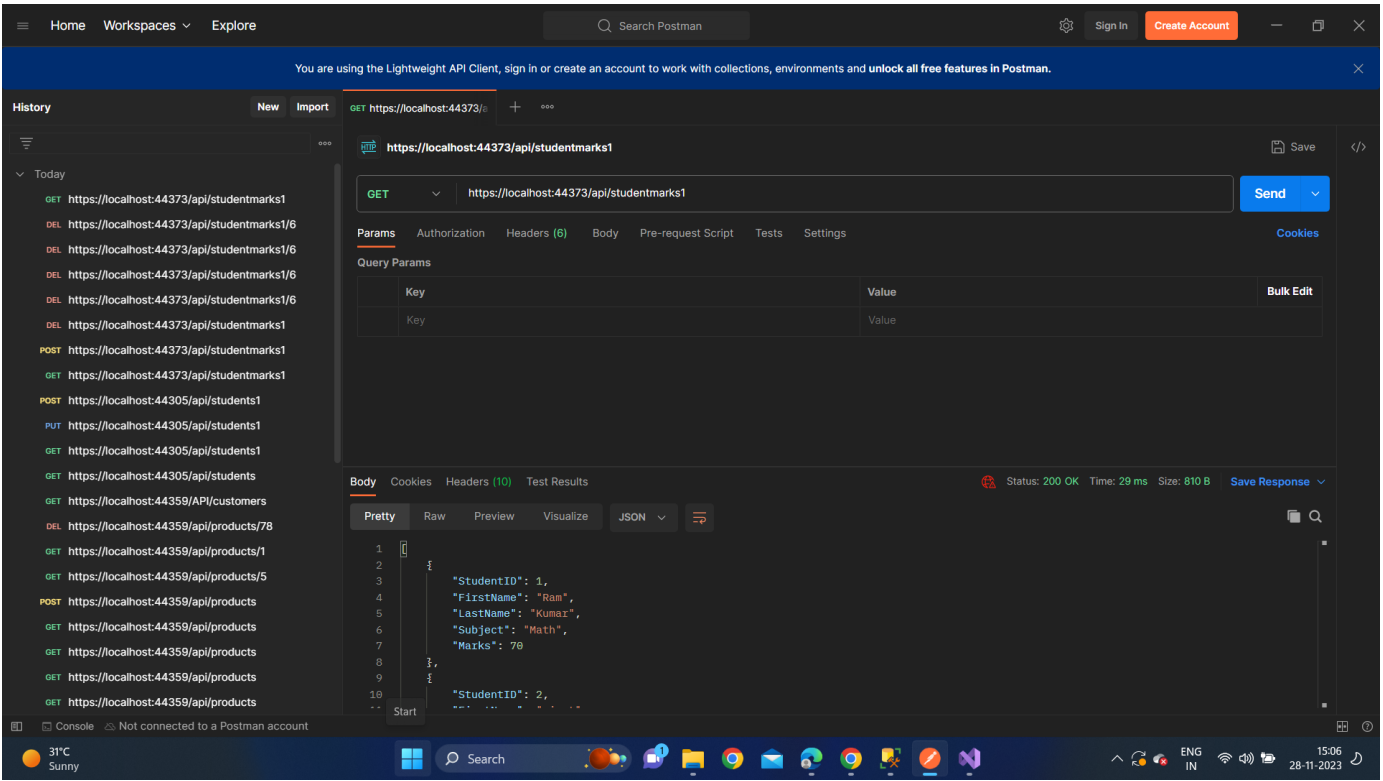 Home Workspaces Explore Search Postman Sign In Create Account
You are using the Lightweight API Client, sign in or create an account to work with collections, environments and unlock all free features in Postman.
History New Import GET https://localhost:44373/
HTTP https://localhost:44373/api/studentmarks1 Save </>
Today
GET https://localhost:44373/api/studentmarks1 Send
GET https://localhost:44373/api/studentmarks1
DEL https://localhost:44373/api/studentmarks1/6
Params Authorization Headers (6) Body Pre-request Script Tests Settings Cookies
DEL https://localhost:44373/api/studentmarks1/6
Query Params
DEL https://localhost:44373/api/studentmarks1/6
Key Value Bulk Edit
DEL https://localhost:44373/api/studentmarks1/6
Key Value
DEL https://localhost:44373/api/studentmarks1
POST https://localhost:44373/api/studentmarks1
GET https://localhost:44373/api/studentmarks1
POST https://localhost:44305/api/students1
PUT https://localhost:44305/api/students1
GET https://localhost:44305/api/students1
GET https://localhost:44305/api/students
GET https://localhost:44359/API/customers
DEL https://localhost:44359/api/products/78
GET https://localhost:44359/api/products/1
GET https://localhost:44359/api/products/5
POST https://localhost:44359/api/products
GET https://localhost:44359/api/products
GET https://localhost:44359/api/products
GET https://localhost:44359/api/products
GET https://localhost:44359/api/products
Body Cookies Headers (10) Test Results Status: 200 OK Time: 29 ms Size: 810 B Save Response
Pretty Raw Preview Visualize JSON
1 [
2 {
3 "StudentID": 1,
4 "FirstName": "Ram",
5 "LastName": "Kumar",
6 "Subject": "Math",
7 "Marks": 70
8 },
9 {
10 "StudentID": 2,
Start
Console Not connected to a Postman account
31°C
Sunny
Search
1
ENG
IN
15:06
28-11-2023